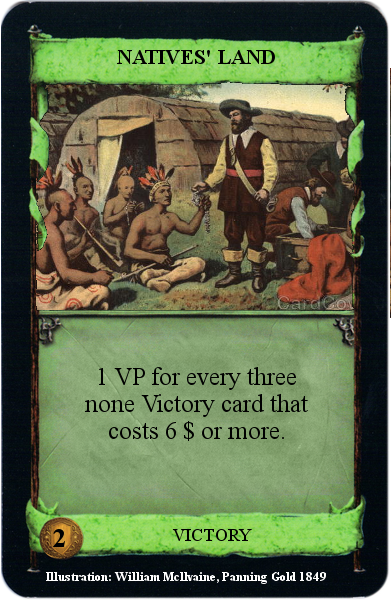 NATIVES' LAND
CardCo
1 VP for every three
none Victory card that
costs 6 $ or more.
2
VICTORY
Illustration: William McIlvaine, Panning Gold 1849